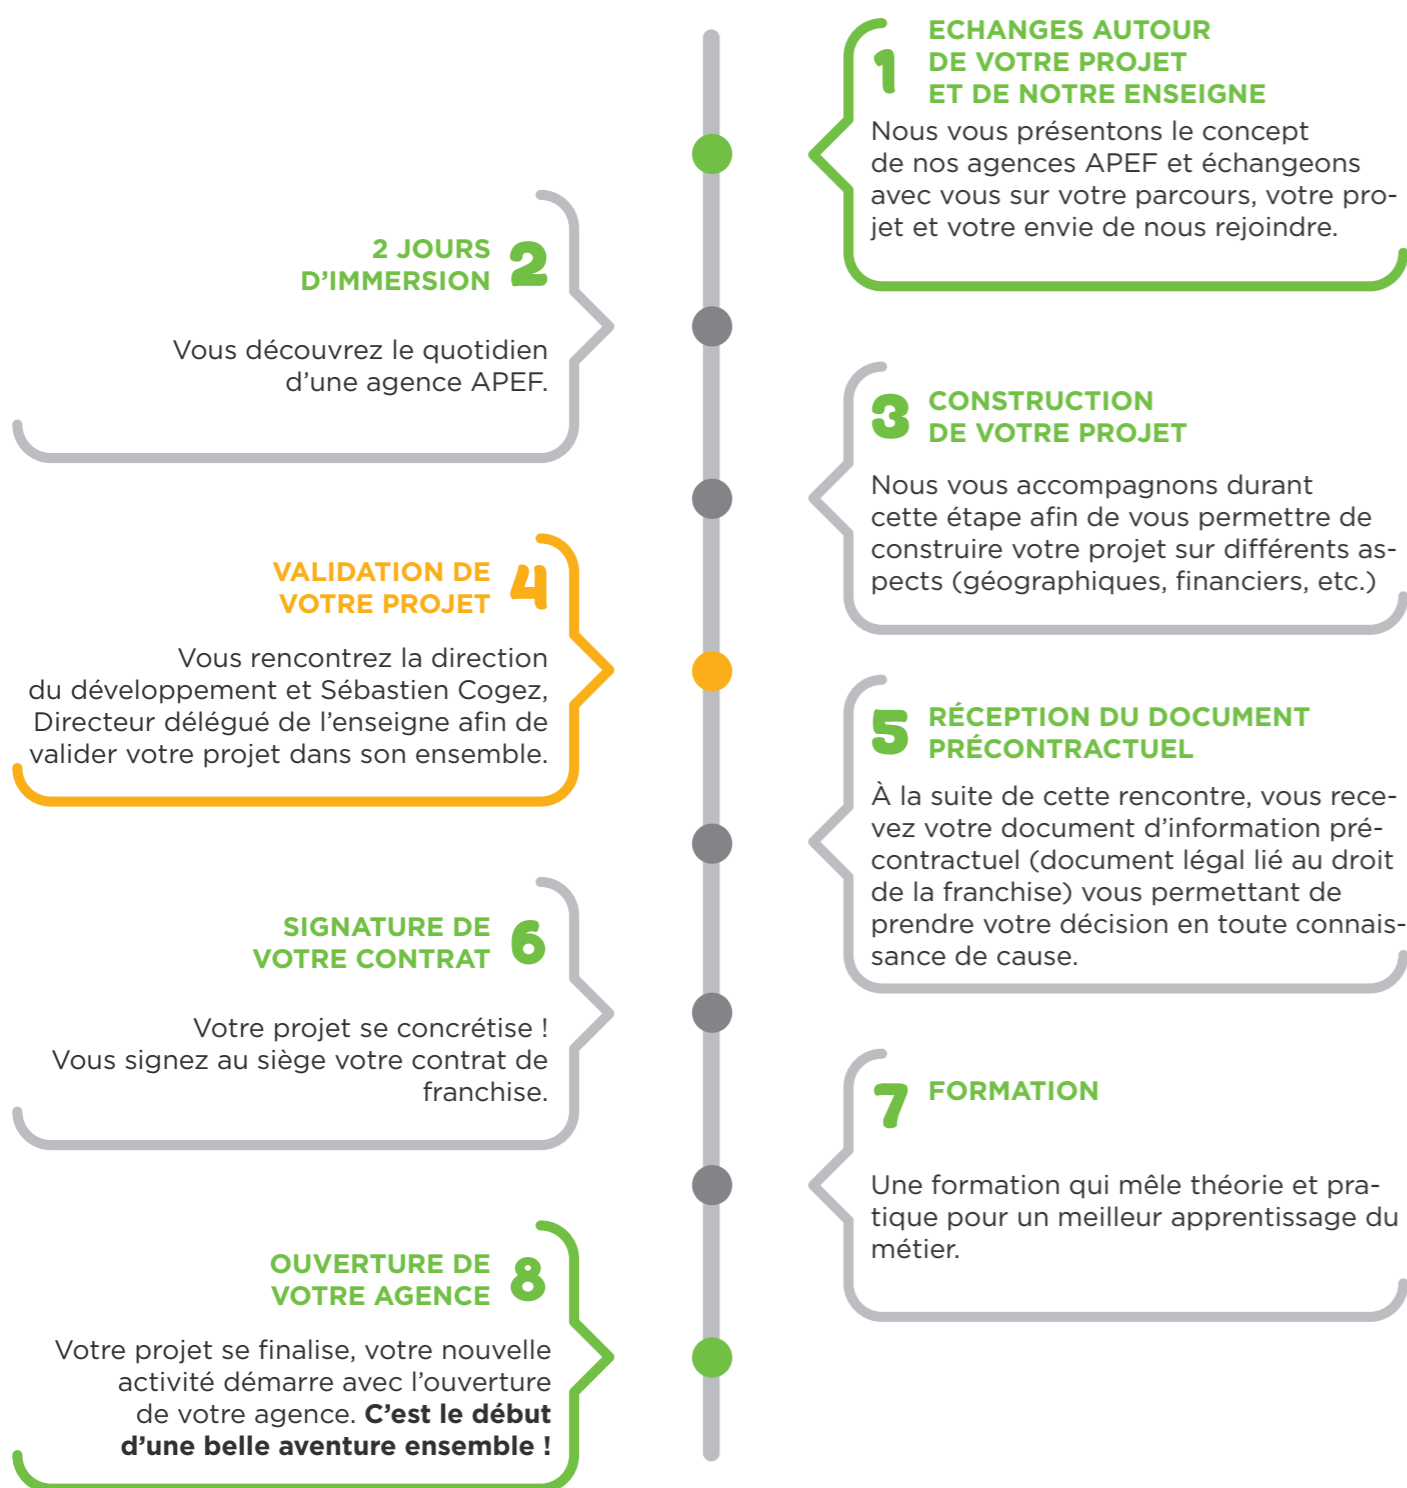 1
ECHANGES AUTOUR
DE VOTRE PROJET
ET DE NOTRE ENSEIGNE
Nous vous présentons le concept
de nos agences APEF et échangeons
avec vous sur votre parcours, votre pro-
jet et votre envie de nous rejoindre.
2 JOURS
D’IMMERSION
2
Vous découvrez le quotidien
d’une agence APEF.
3
CONSTRUCTION
DE VOTRE PROJET
Nous vous accompagnons durant
cette étape afin de vous permettre de
construire votre projet sur différents as-
pects (géographiques, financiers, etc.)
VALIDATION DE
VOTRE PROJET
4
Vous rencontrez la direction
du développement et Sébastien Cogez,
Directeur délégué de l’enseigne afin de
valider votre projet dans son ensemble.
5
RÉCEPTION DU DOCUMENT
PRÉCONTRACTUEL
À la suite de cette rencontre, vous rece-
vez votre document d’information pré-
contractuel (document légal lié au droit
de la franchise) vous permettant de
prendre votre décision en toute connais-
sance de cause.
SIGNATURE DE
VOTRE CONTRAT
6
Votre projet se concrétise !
Vous signez au siège votre contrat de
franchise.
7
FORMATION
Une formation qui mêle théorie et pra-
tique pour un meilleur apprentissage du
métier.
OUVERTURE DE
VOTRE AGENCE
8
Votre projet se finalise, votre nouvelle
activité démarre avec l’ouverture
de votre agence. C’est le début
d’une belle aventure ensemble !